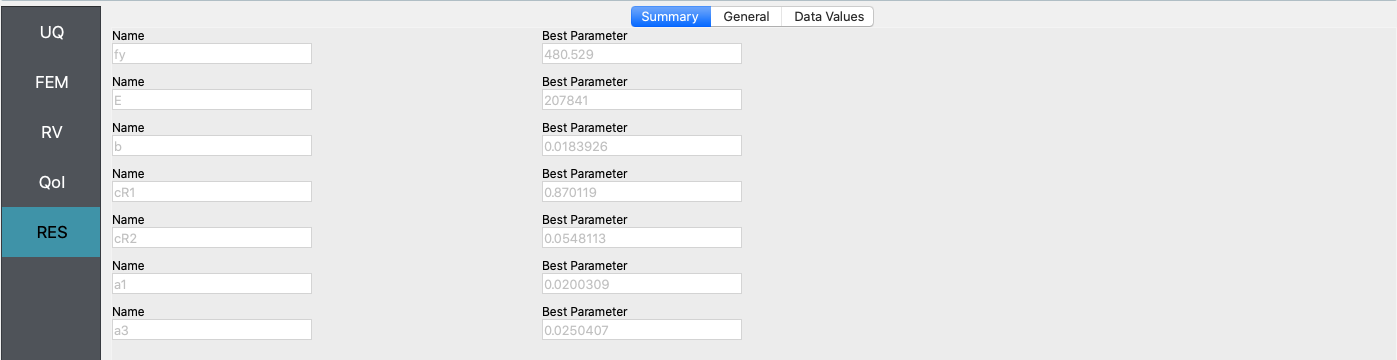 Summary General Data Values
UQ
FEM
RV
QoI
RES
Name Best Parameter
fy 480.529
Name Best Parameter
E 207841
Name Best Parameter
b 0.0183926
Name Best Parameter
cR1 0.870119
Name Best Parameter
cR2 0.0548113
Name Best Parameter
a1 0.0200309
Name Best Parameter
a3 0.0250407